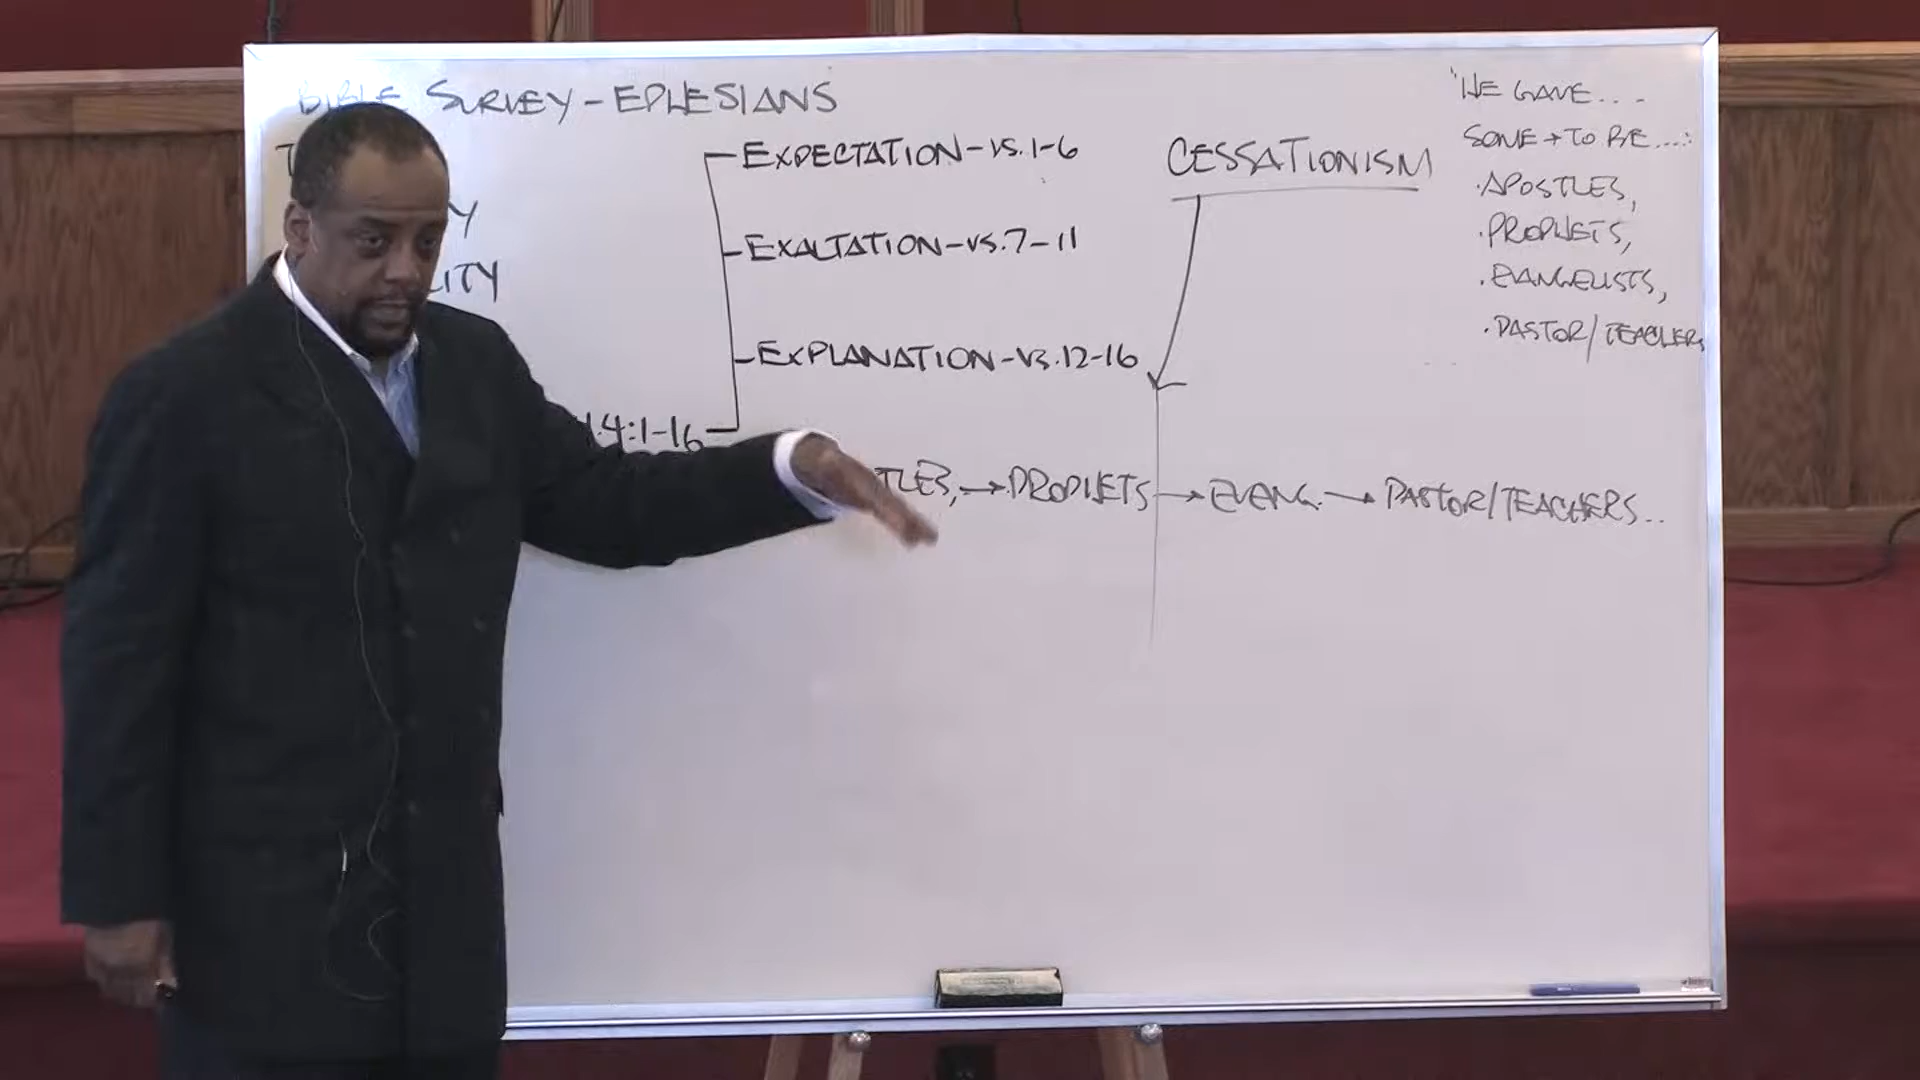 BIBLE SURVEY - EPHESIANS
EXPECTATION - VS. 1-6
EXALTATION - VS. 7-11
EXPLANATION - VS. 12-16
4:1-16
CESSATIONISM
"HE GAVE....
SOME → TO BE....:
• APOSTLES,
• PROPHETS,
• EVANGELISTS,
• PASTOR/TEACHERS
TLES, → PROPHETS → EVANG. → PASTOR/TEACHERS...